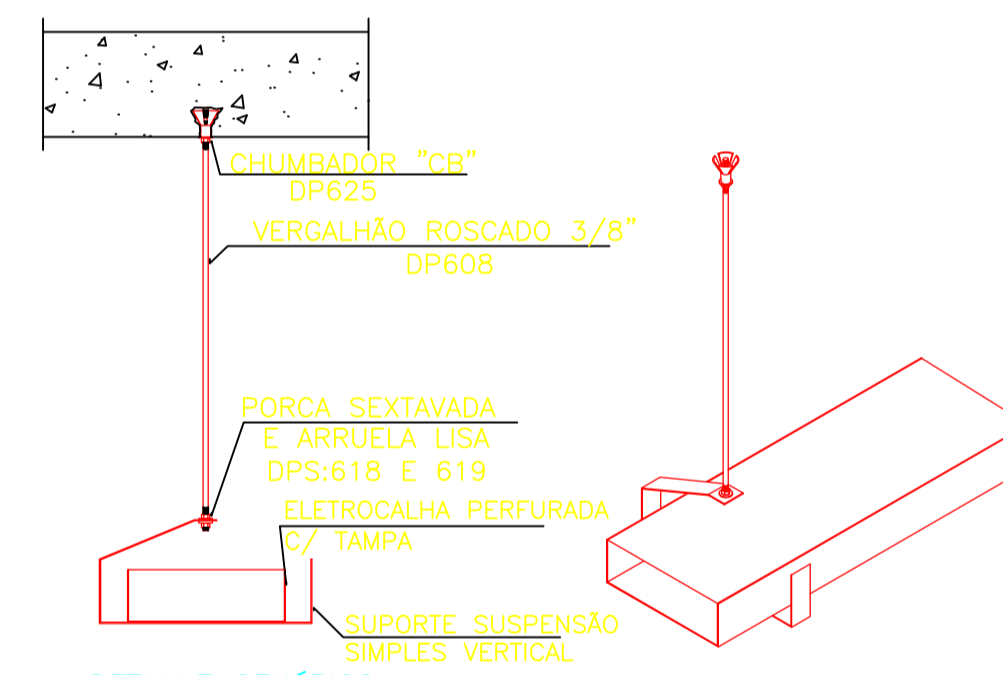 CHUMBADOR "CB"
DP625
VERGALHÃO ROSCADO 3/8"
DP608
PORCA SEXTAVADA
E ARRUELA LISA
DPS:618 E 619
ELETROCALHA PERFURADA
C/ TAMPA
SUPORTE SUSPENSÃO
SIMPLES VERTICAL